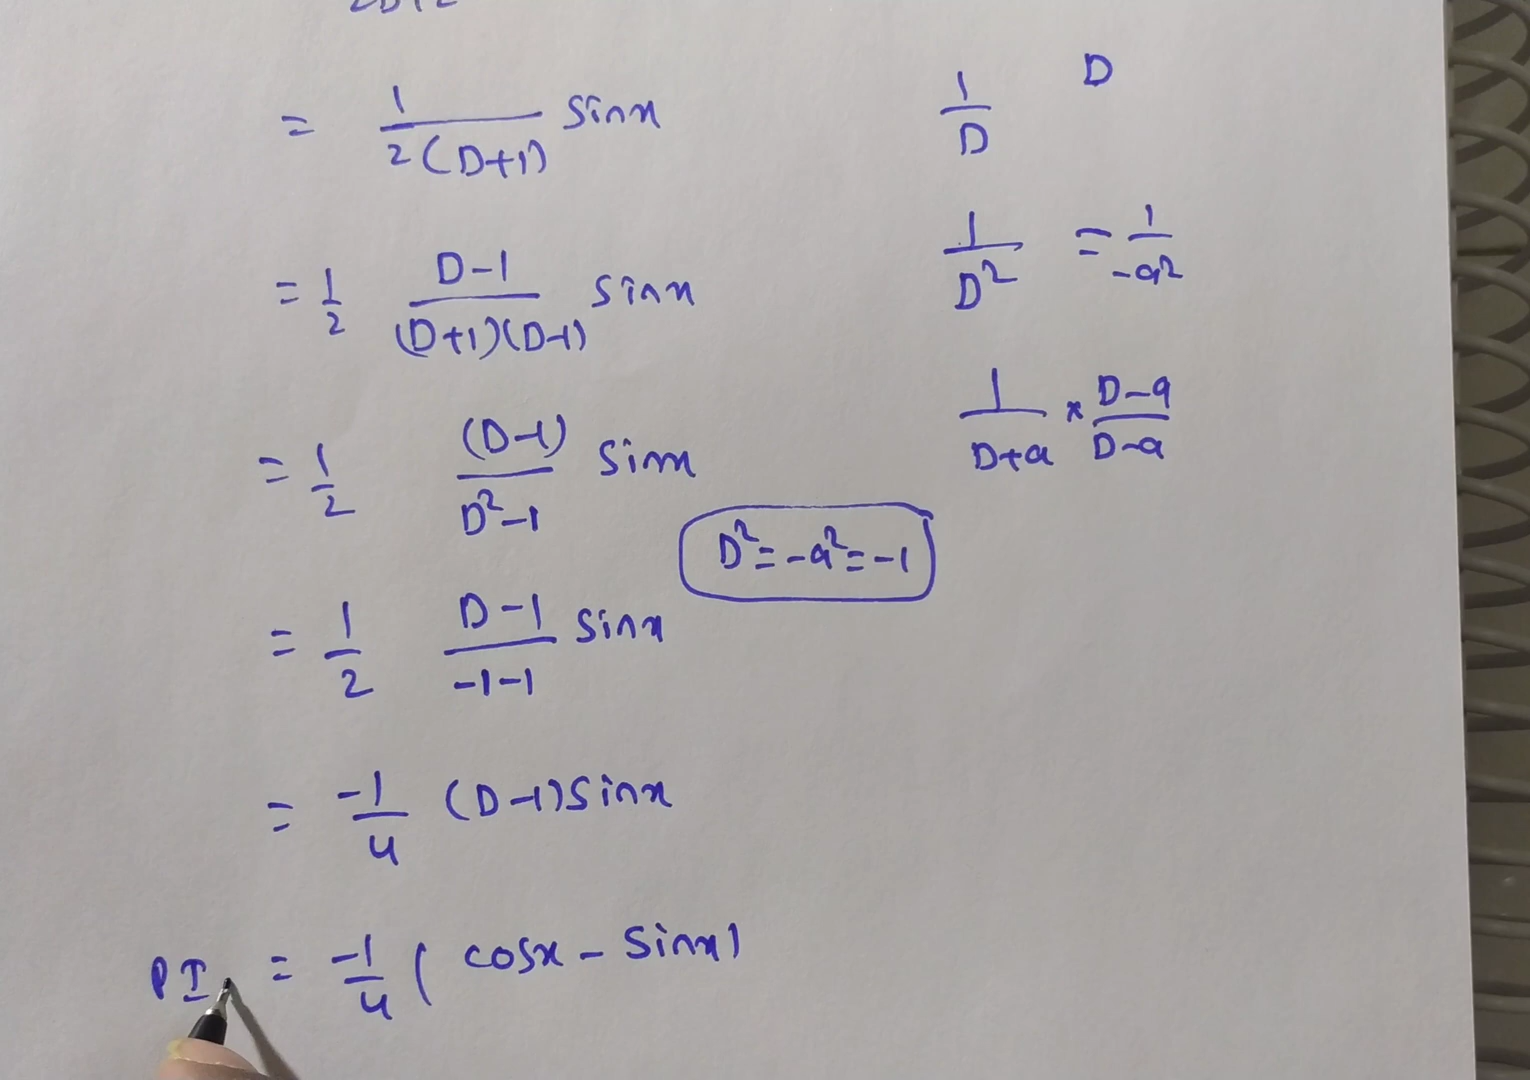 = 1/2(D+1) Sinx
= 1/2 D-1/(D+1)(D-1) Sinx
= 1/2 (D-1)/D²-1 Sinx
D²=-a²=-1
= 1/2 D-1/-1-1 Sinx
= -1/4 (D-1)Sinx
PI = -1/4 ( cosx - Sinx)
1/D D
1/D² = 1/-a²
1/D+a × D-a/D-a